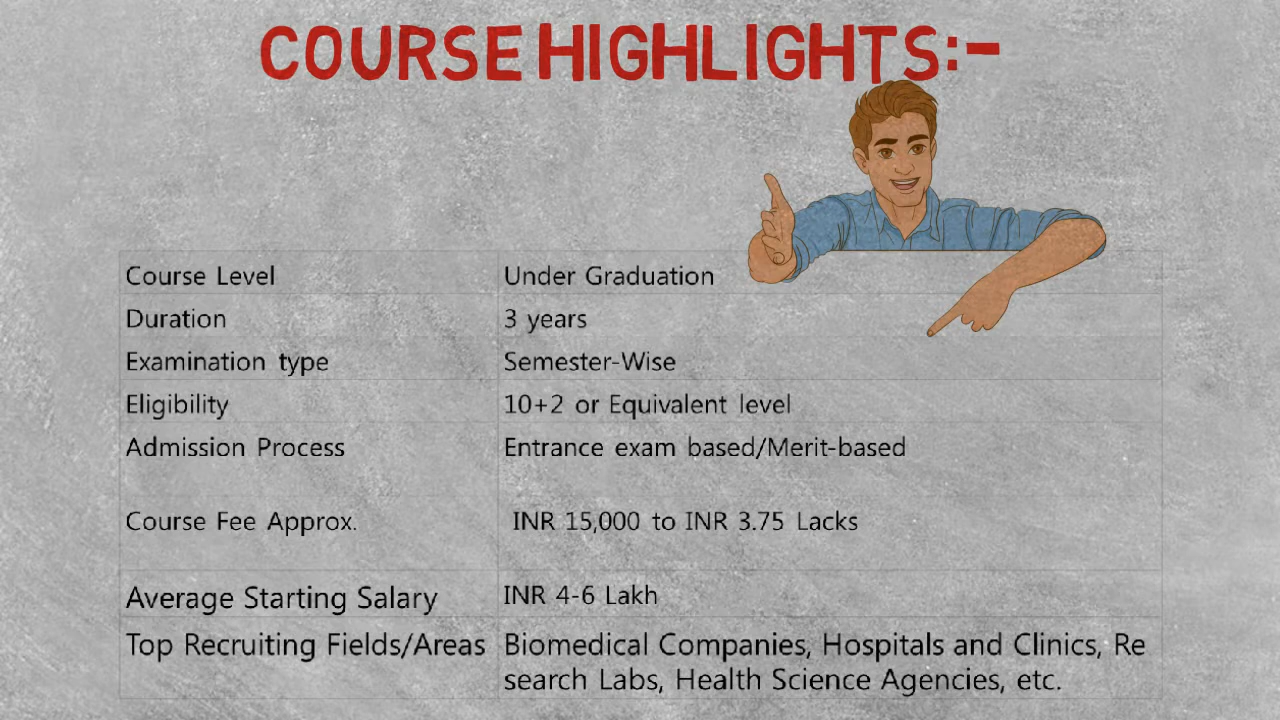 COURSE HIGHLIGHTS:-
Course Level Under Graduation
Duration 3 years
Examination type Semester-Wise
Eligibility 10+2 or Equivalent level
Admission Process Entrance exam based/Merit-based
Course Fee Approx. INR 15,000 to INR 3.75 Lacks
Average Starting Salary INR 4-6 Lakh
Top Recruiting Fields/Areas Biomedical Companies, Hospitals and Clinics, Re
search Labs, Health Science Agencies, etc.